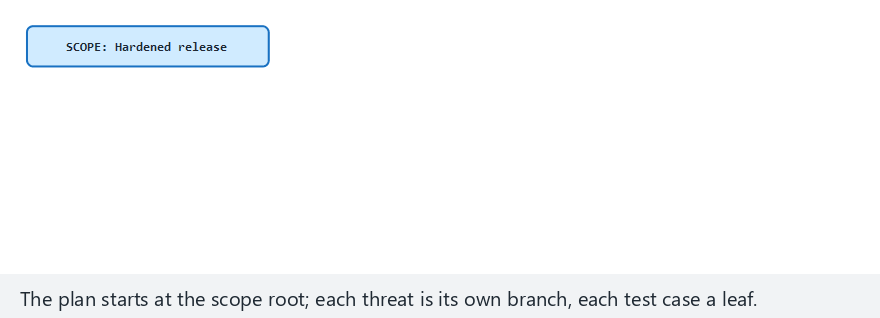 SCOPE: Hardened release
The plan starts at the scope root; each threat is its own branch, each test case a leaf.